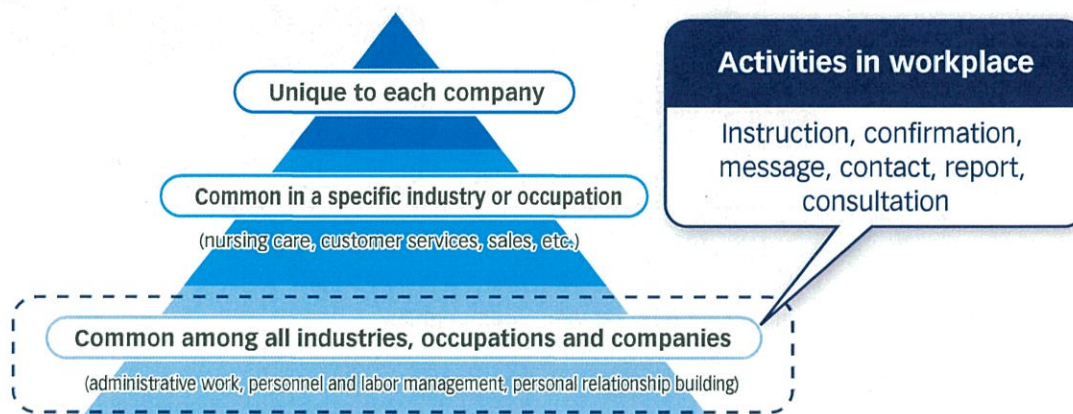 Unique to each company
Common in a specific industry or occupation
(nursing care, customer services, sales, etc.)
Common among all industries, occupations and companies
(administrative work, personnel and labor management, personal relationship building)
Activities in workplace
Instruction, confirmation,
message, contact, report,
consultation